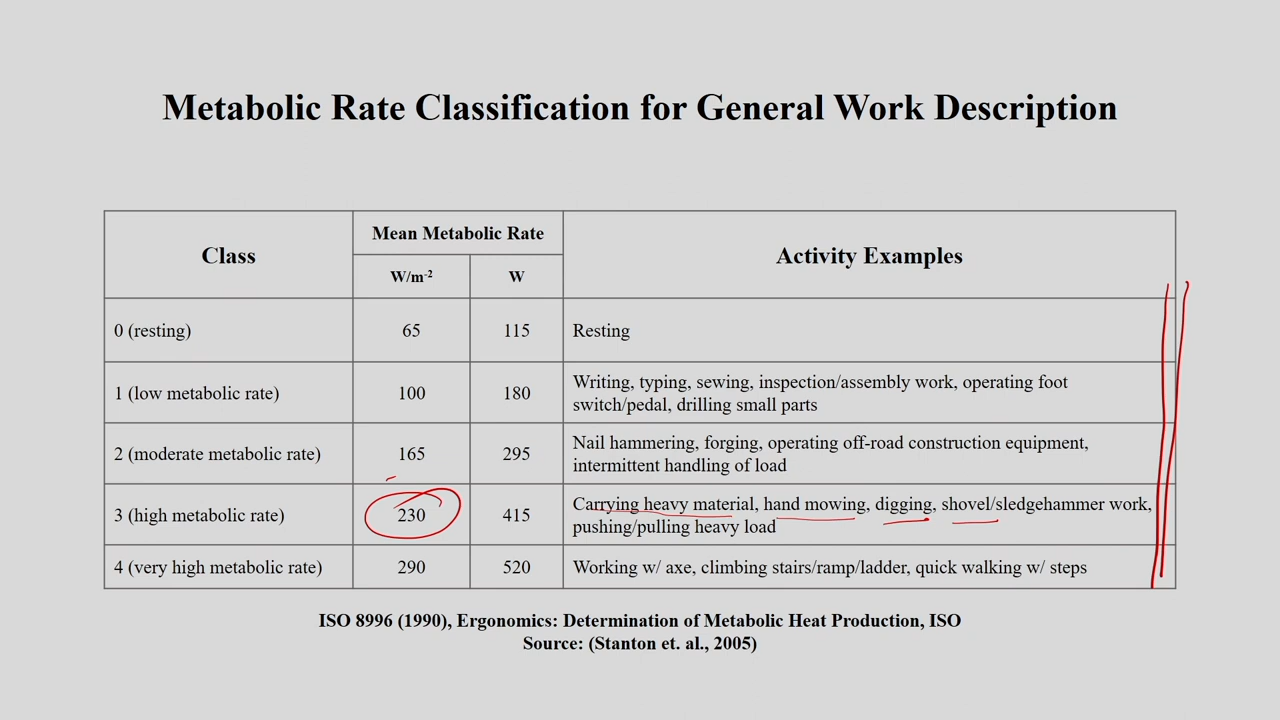 Metabolic Rate Classification for General Work Description
Class
Mean Metabolic Rate
W/m-2
W
Activity Examples
0 (resting)
65
115
Resting
1 (low metabolic rate)
100
180
Writing, typing, sewing, inspection/assembly work, operating foot
switch/pedal, drilling small parts
2 (moderate metabolic rate)
165
295
Nail hammering, forging, operating off-road construction equipment,
intermittent handling of load
3 (high metabolic rate)
230
415
Carrying heavy material, hand mowing, digging, shovel/sledgehammer work,
pushing/pulling heavy load
4 (very high metabolic rate)
290
520
Working w/ axe, climbing stairs/ramp/ladder, quick walking w/ steps
ISO 8996 (1990), Ergonomics: Determination of Metabolic Heat Production, ISO
Source: (Stanton et. al., 2005)